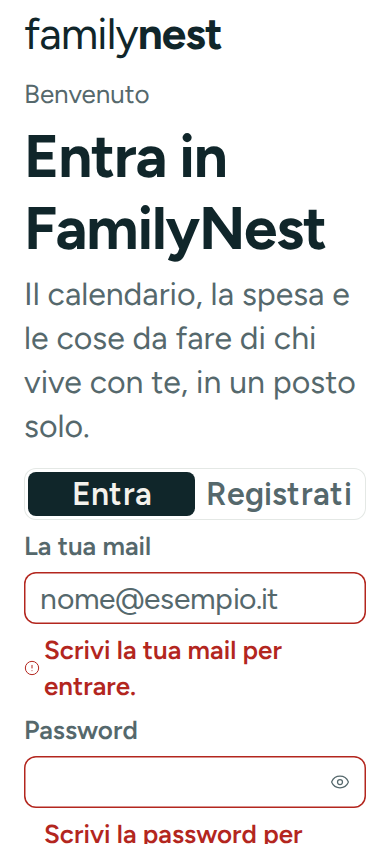 familynest
Benvenuto
Entra in
FamilyNest
Il calendario, la spesa e
le cose da fare di chi
vive con te, in un posto
solo.
Entra
Registrati
La tua mail
nome@esempio.it
Scrivi la tua mail per
entrare.
Password
Scrivi la password per